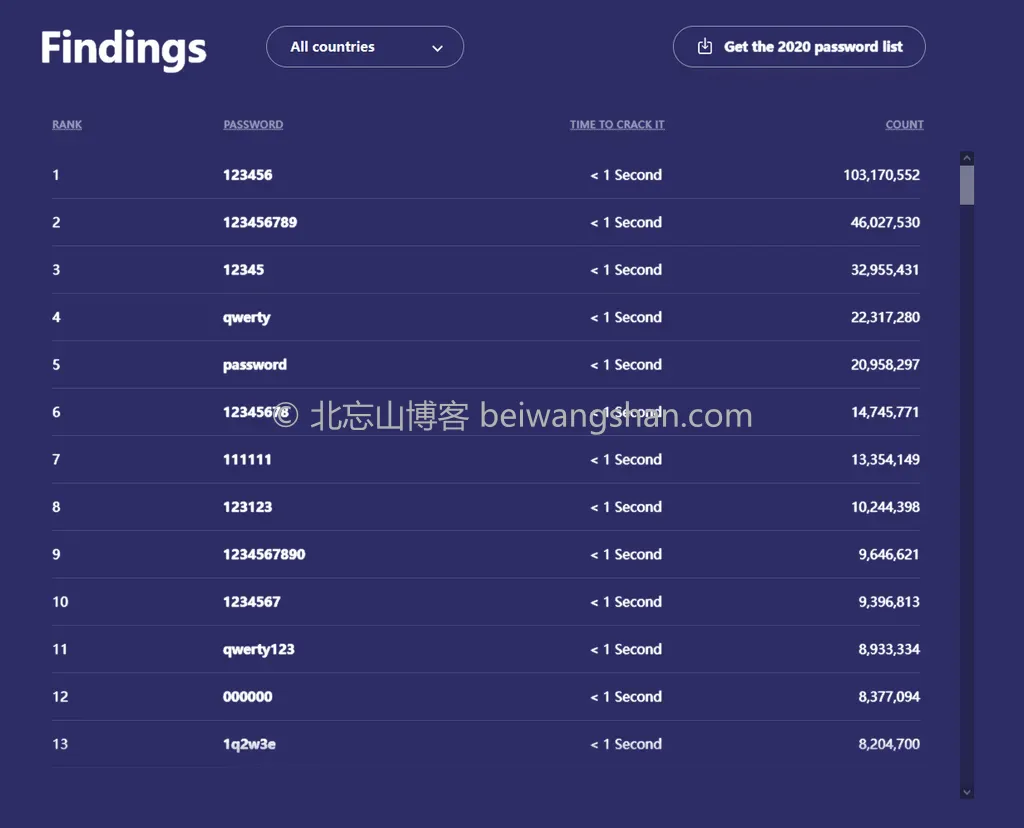 Findings All countries Get the 2020 password list
RANK PASSWORD TIME TO CRACK IT COUNT
1 123456 < 1 Second 103,170,552
2 123456789 < 1 Second 46,027,530
3 12345 < 1 Second 32,955,431
4 qwerty < 1 Second 22,317,280
5 password < 1 Second 20,958,297
6 12345678 < 1 Second 14,745,771
© 北忘山博客 beiwangshan.com
7 111111 < 1 Second 13,354,149
8 123123 < 1 Second 10,244,398
9 1234567890 < 1 Second 9,646,621
10 1234567 < 1 Second 9,396,813
11 qwerty123 < 1 Second 8,933,334
12 000000 < 1 Second 8,377,094
13 1q2w3e < 1 Second 8,204,700